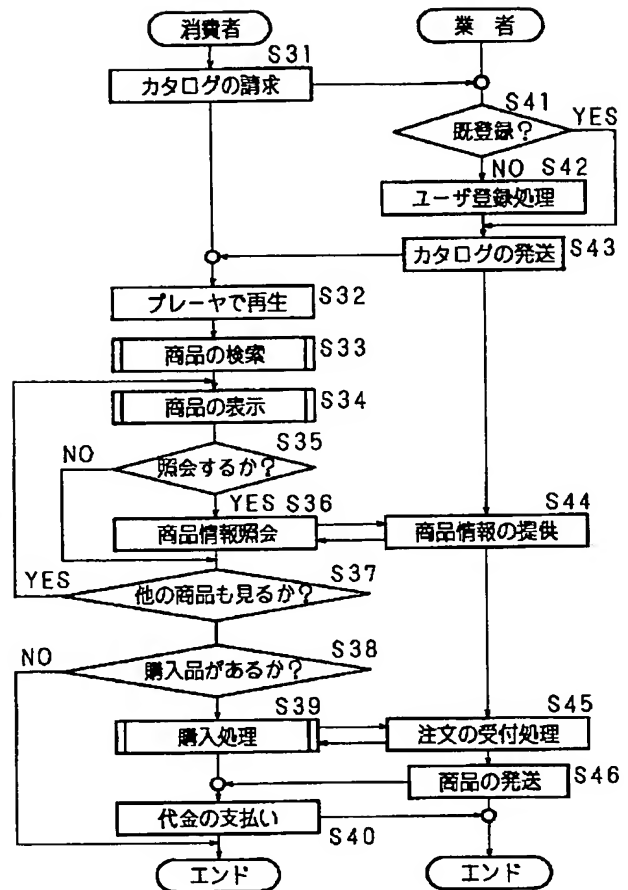 消費者
業 者
S31
カタログの請求
S41
YES
既登録?
NO S42
ユーザ登録処理
カタログの発送 S43
プレーヤで再生 S32
商品の検索 S33
商品の表示 S34
S35
NO
照会するか?
YES S36
S44
商品情報照会
商品情報の提供
YES
S37
他の商品も見るか?
NO
S38
購入品があるか?
S39
S45
購入処理
注文の受付処理
商品の発送 S46
代金の支払い
S40
エンド
エンド